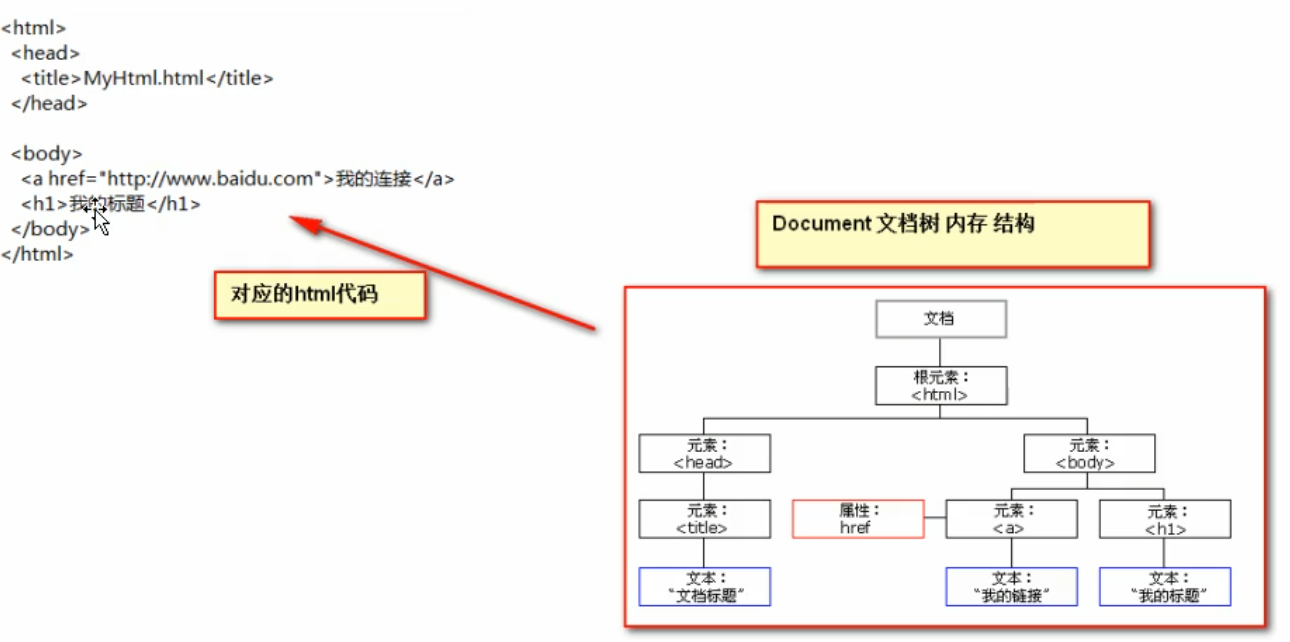 <html>
<head>
<title>MyHtml.html</title>
</head>
<body>
<a href="http://www.baidu.com">我的连接</a>
<h1>我的标题</h1>
</body>
</html>
对应的html代码
Document 文档树 内存 结构
文档
根元素：
<html>
元素：
<head>
元素：
<body>
元素：
<title>
属性：
href
元素：
<a>
元素：
<h1>
文本：
"文档标题"
文本：
"我的链接"
文本：
"我的标题"